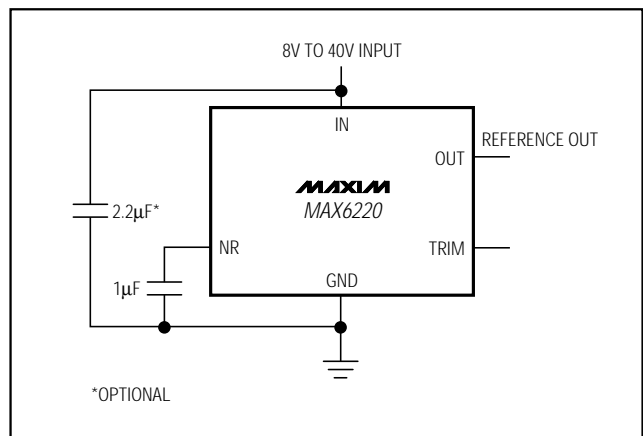 8V TO 40V INPUT
IN
REFERENCE OUT
OUT
MAXIM
MAX6220
2.2μF*
NR
TRIM
1μF
GND
*OPTIONAL